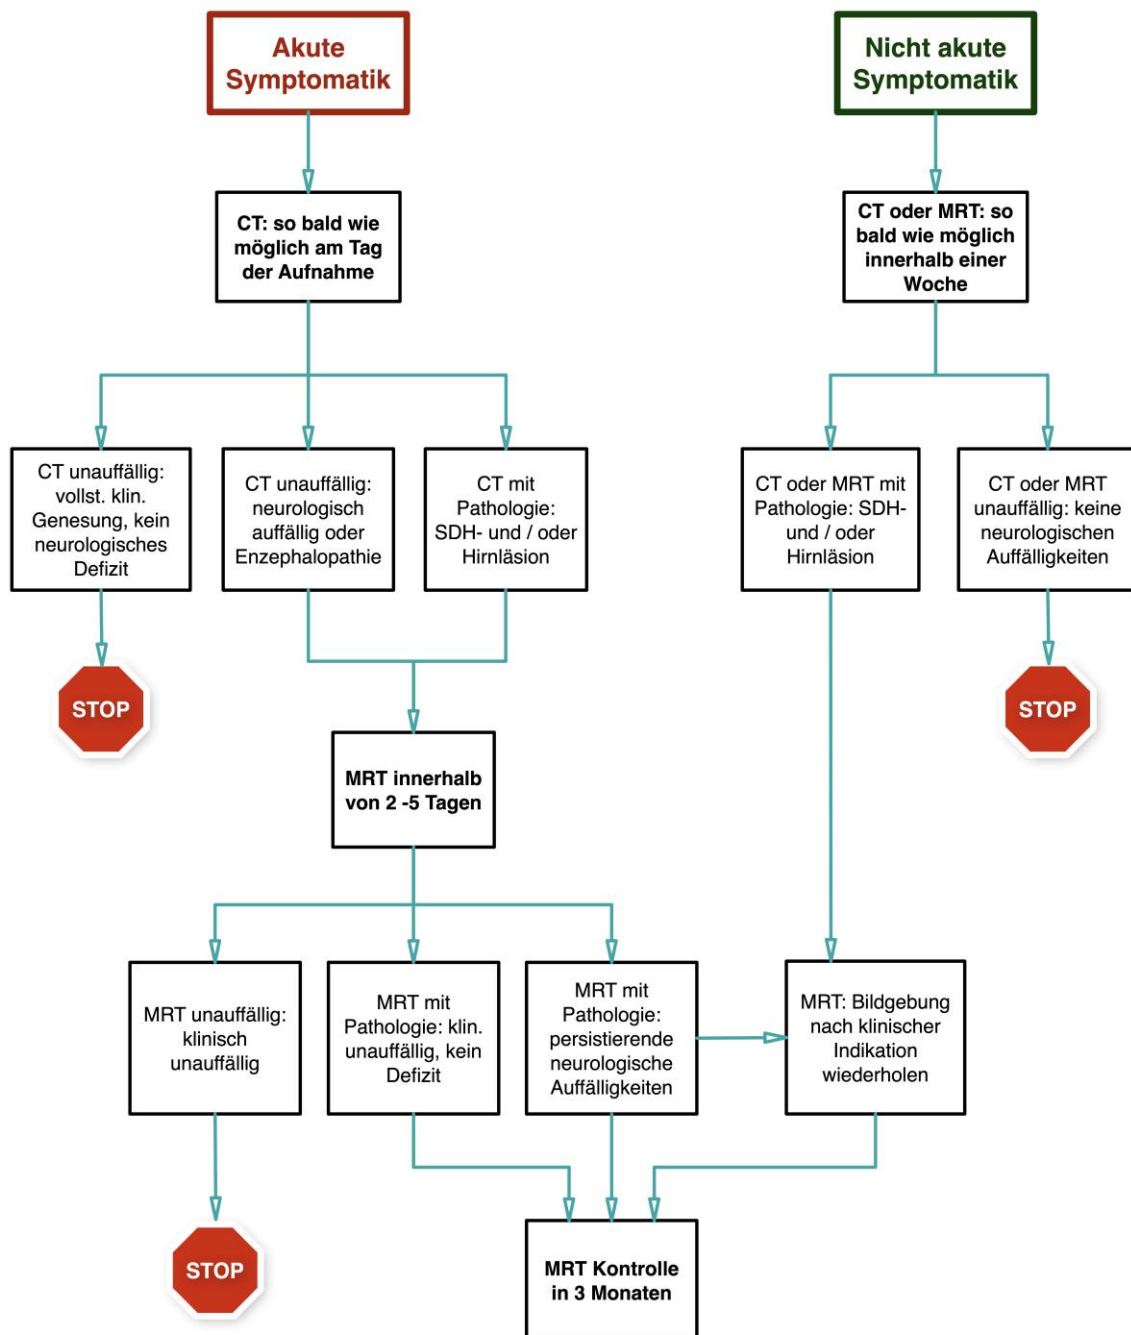 Akute
Symptomatik
Nicht akute
Symptomatik
CT: so bald wie
möglich am Tag
der Aufnahme
CT oder MRT: so
bald wie möglich
innerhalb einer
Woche
CT unauffällig:
vollst. klin.
Genesung, kein
neurologisches
Defizit
CT unauffällig:
neurologisch
auffällig oder
Enzephalopathie
CT mit
Pathologie:
SDH- und / oder
Hirnläsion
CT oder MRT mit
Pathologie: SDH-
und / oder
Hirnläsion
CT oder MRT
unauffällig: keine
neurologischen
Auffälligkeiten
STOP
STOP
MRT innerhalb
von 2 -5 Tagen
MRT unauffällig:
klinisch
unauffällig
MRT mit
Pathologie: klin.
unauffällig, kein
Defizit
MRT mit
Pathologie:
persistierende
neurologische
Auffälligkeiten
MRT: Bildgebung
nach klinischer
Indikation
wiederholen
STOP
MRT Kontrolle
in 3 Monaten